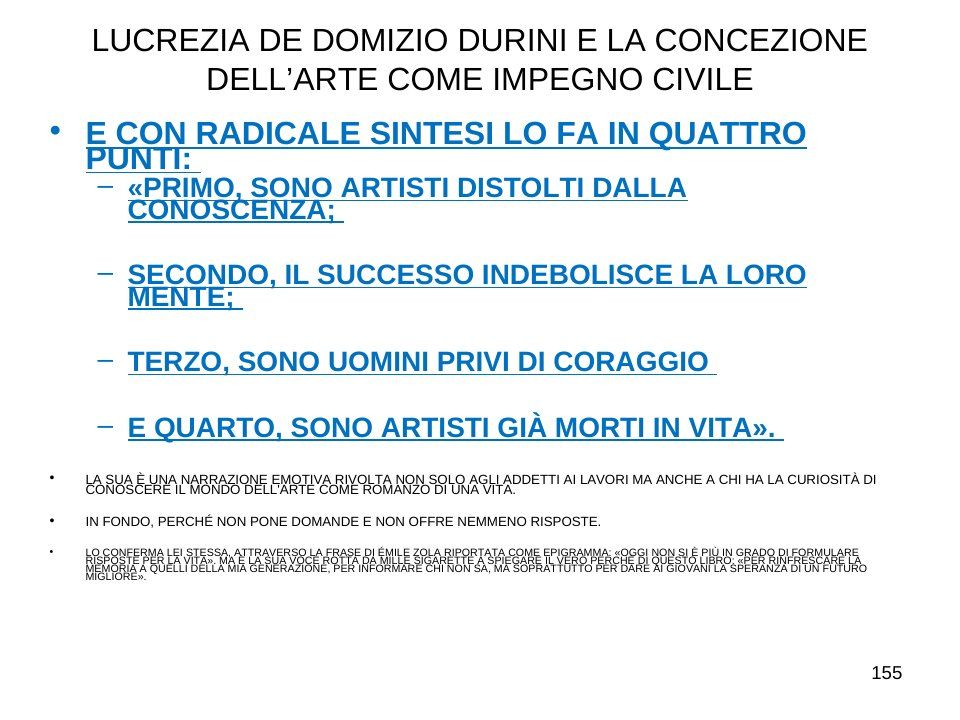 LUCREZIA DE DOMIZIO DURINI E LA CONCEZIONE
DELL'ARTE COME IMPEGNO CIVILE
• E CON RADICALE SINTESI LO FA IN QUATTRO
PUNTI:
– «PRIMO, SONO ARTISTI DISTOLTI DALLA
CONOSCENZA;
– SECONDO, IL SUCCESSO INDEBOLISCE LA LORO
MENTE;
– TERZO, SONO UOMINI PRIVI DI CORAGGIO
– E QUARTO, SONO ARTISTI GIÀ MORTI IN VITA».
• LA SUA È UNA NARRAZIONE EMOTIVA RIVOLTA NON SOLO AGLI ADDETTI AI LAVORI MA ANCHE A CHI HA LA CURIOSITÀ DI
CONOSCERE IL MONDO DELL'ARTE COME ROMANZO DI UNA VITA.
• IN FONDO, PERCHÉ NON PONE DOMANDE E NON OFFRE NEMMENO RISPOSTE.
• LO CONFERMA LEI STESSA, ATTRAVERSO LA FRASE DI ÉMILE ZOLA RIPORTATA COME EPIGRAMMA: «OGGI NON SI È PIÙ IN GRADO DI FORMULARE
RISPOSTE PER LA VITA». MA È LA SUA VOCE ROTTA DA MILLE SIGARETTE A SPIEGARE IL VERO PERCHÉ DI QUESTO LIBRO: «PER RINFRESCARE LA
MEMORIA A QUELLI DELLA MIA GENERAZIONE, PER INFORMARE CHI NON SA, MA SOPRATTUTTO PER DARE AI GIOVANI LA SPERANZA DI UN FUTURO
MIGLIORE».
155